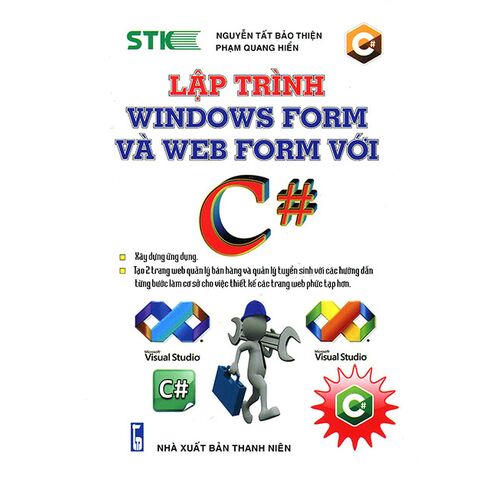 STK
NGUYỄN TẤT BẢO THIỆN
PHẠM QUANG HIỂN
C#
LẬP TRÌNH
WINDOWS FORM
VÀ WEB FORM VỚI
C#
Xây dựng ứng dụng.
Tạo 2 trang web quản lý bán hàng và quản lý tuyển sinh với các hướng dẫn
từng bước làm cơ sở cho việc thiết kế các trang web phức tạp hơn.
Microsoft
Visual Studio
Microsoft
Visual Studio
C#
C#
NHÀ XUẤT BẢN THANH NIÊN